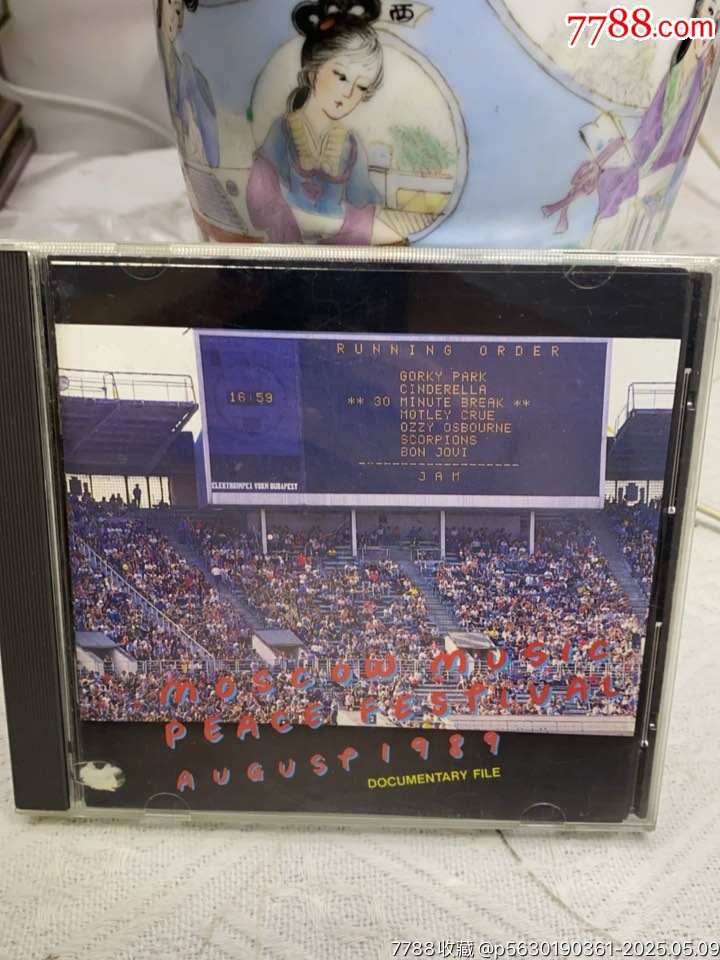 西
7788.com
RUNNING ORDER
16:59
GORKY PARK
CINDERELLA
** 30 MINUTE BREAK **
MOTLEY CRUE
OZZY OSBOURNE
SCORPIONS
BON JOVI
JAM
ELEKTROIMPEX VBKM BUDAPEST
MOSCOW MUSIC
PEACE FESTIVAL
AUGUST 1989
DOCUMENTARY FILE
7788收藏 @p5630190361-2025.05.09